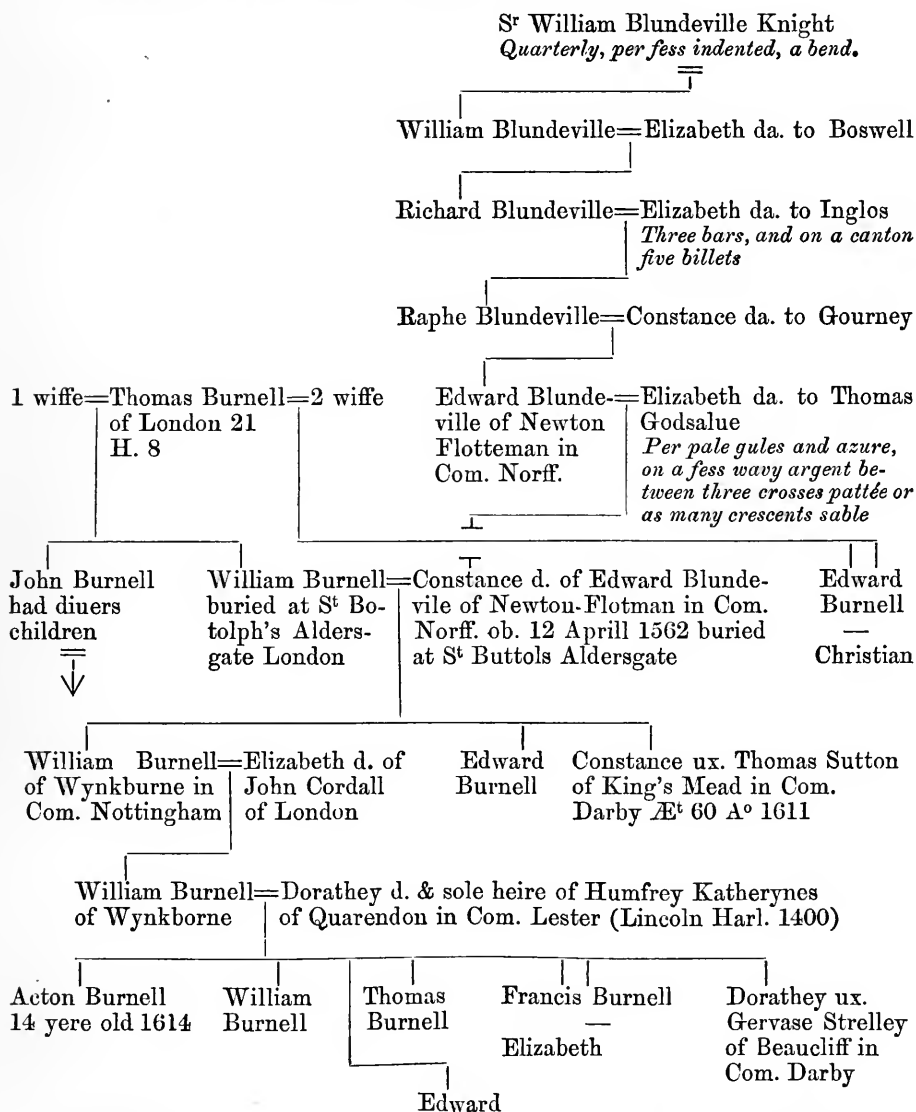 Sr William Blundeville Knight
Quarterly, per fess indented, a bend.
William Blundeville=Elizabeth da. to Boswell
Richard Blundeville=Elizabeth da. to Inglos
Three bars, and on a canton
five billets
Raphe Blundeville=Constance da. to Gourney
1 wiffe=Thomas Burnell=2 wiffe
of London 21
H. 8
Edward Blunde-=Elizabeth da. to Thomas
ville of Newton
Flotteman in
Com. Norff.
Godsalue
Per pale gules and azure,
on a fess wavy argent be-
tween three crosses pattée or
as many crescents sable
John Burnell
had diuers
children
William Burnell=Constance d. of Edward Blunde-
buried at St Bo-
tolph's Alders-
gate London
vile of Newton-Flotman in Com.
Norff. ob. 12 Aprill 1562 buried
at St Buttols Aldersgate
Edward
Burnell
—
Christian
William Burnell=Elizabeth d. of
of Wynkburne in
Com. Nottingham
John Cordall
of London
Edward
Burnell
Constance ux. Thomas Sutton
of King's Mead in Com.
Darby Æt 60 Ao 1611
William Burnell=Dorathey d. & sole heire of Humfrey Katherynes
of Wynkborne
of Quarendon in Com. Lester (Lincoln Harl. 1400)
Acton Burnell
14 yere old 1614
William
Burnell
Thomas
Burnell
Francis Burnell
—
Elizabeth
Dorathey ux.
Gervase Strelley
of Beaucliff in
Com. Darby
Edward